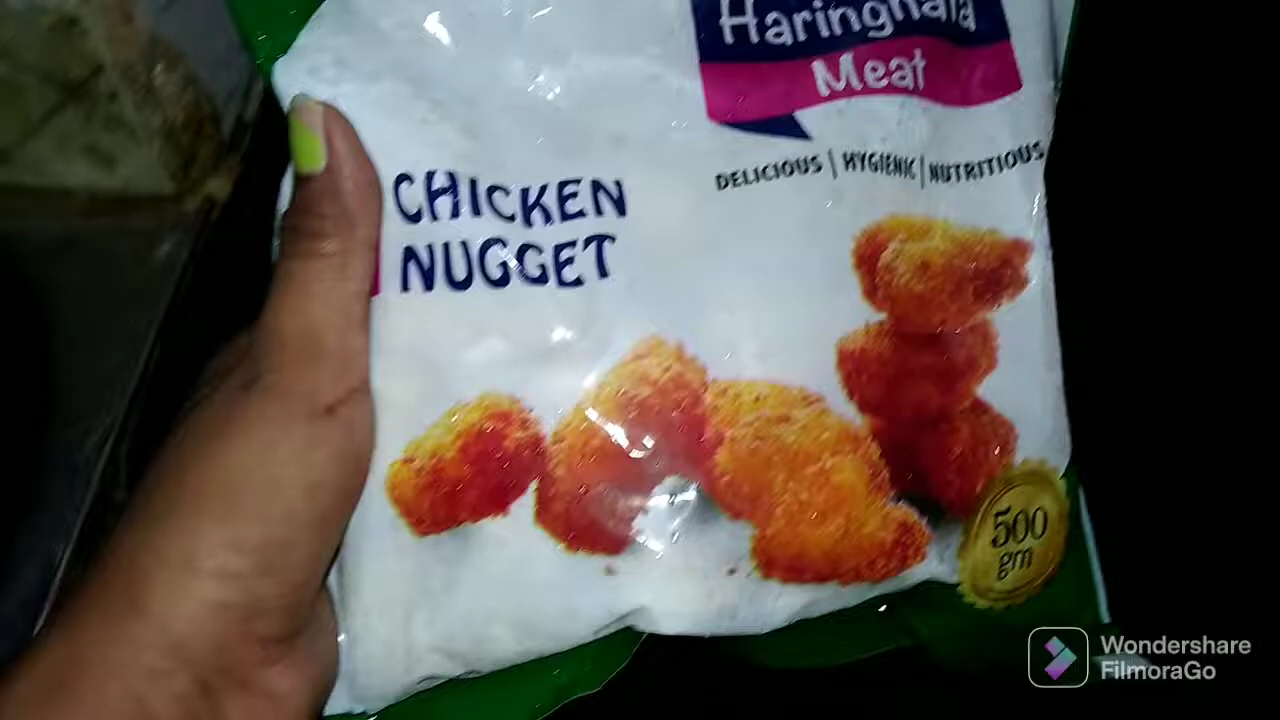 Haringhata
Meat
DELICIOUS | HYGIENIC | NUTRITIOUS
CHICKEN
NUGGET
500
gm
Wondershare
FilmoraGo